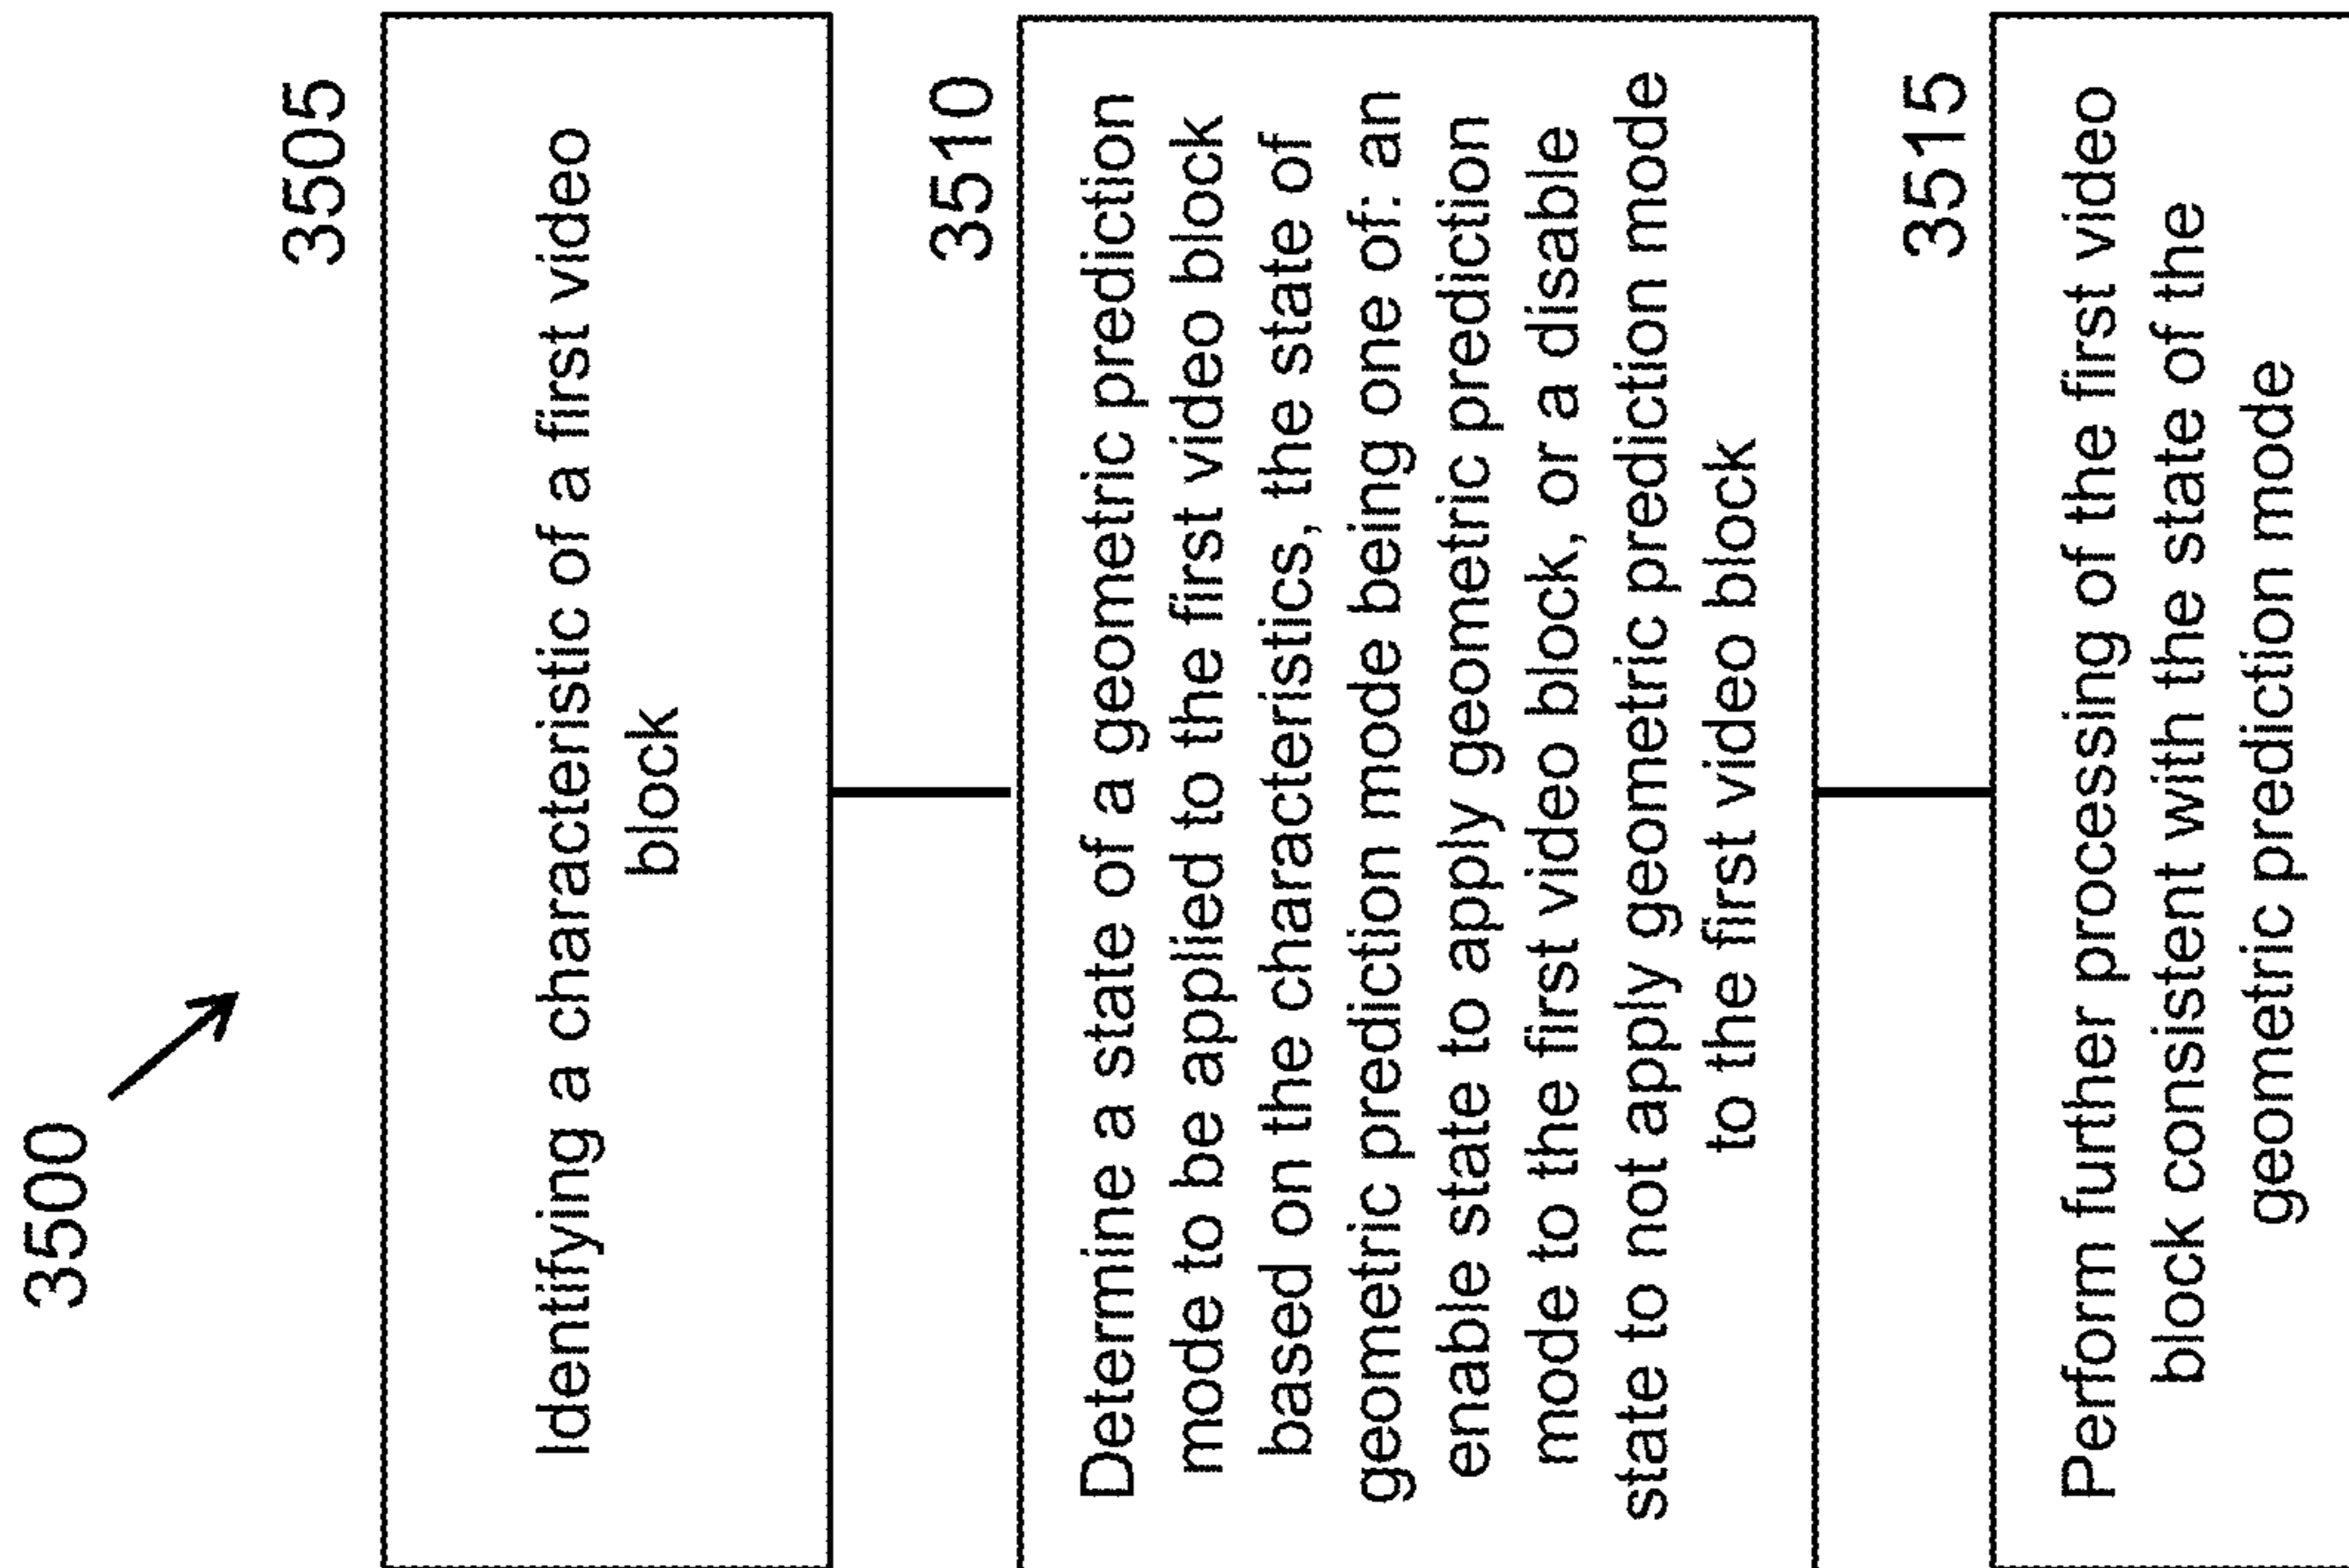 3500
3505
Identifying a characteristic of a first video
block
3510
Determine a state of a geometric prediction
mode to be applied to the first video block
based on the characteristics, the state of
geometric prediction mode being one of: an
enable state to apply geometric prediction
mode to the first video block, or a disable
state to not apply geometric prediction mode
to the first video block
3515
Perform further processing of the first video
block consistent with the state of the
geometric prediction mode